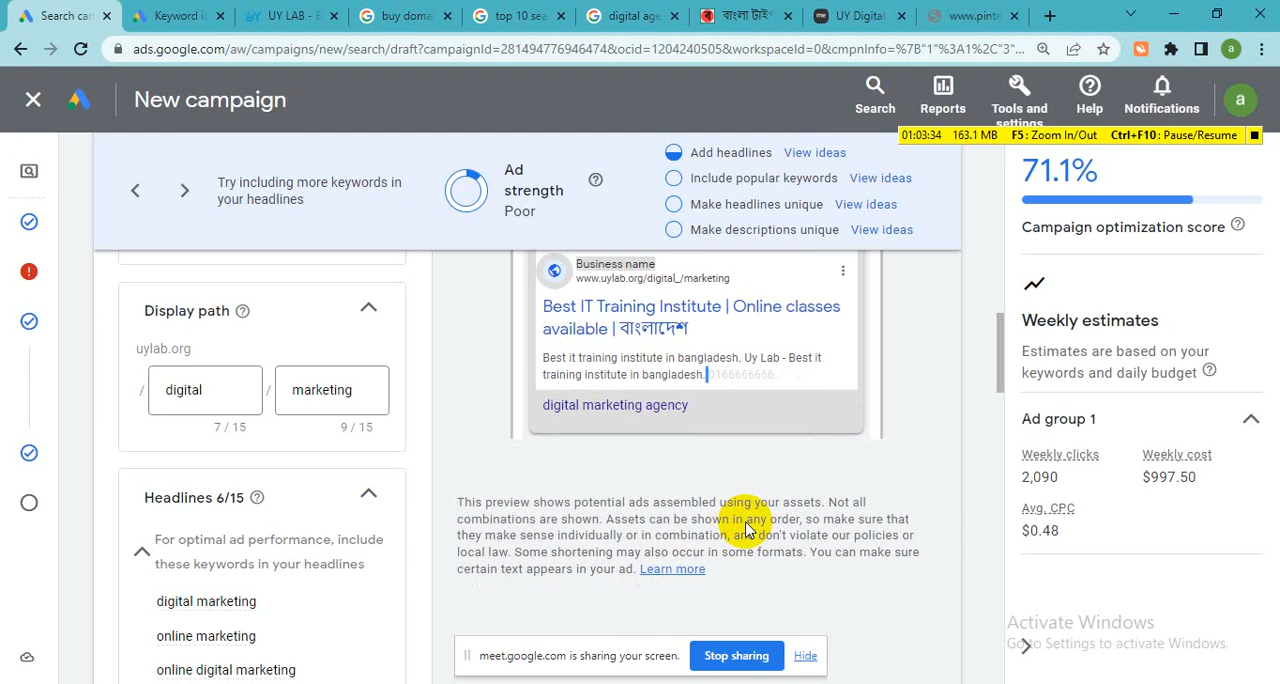 Search car
Keyword id
UY LAB - B
buy doma
top 10 sea
digital age
বাংলা টাইপ
UY Digital
www.pinte
ads.google.com/aw/campaigns/new/search/draft?campaignId=281494776946474&ocid=1204240505&workspaceId=0&cmpnInfo=%7B"1"%3A1%2C"3"...
a
New campaign
Search
Reports
Tools and settings
Help
Notifications
a
01:03:34 163.1 MB F5 : Zoom In/Out Ctrl+F10 : Pause/Resume
Try including more keywords in
your headlines
Ad
strength
Poor
Add headlines View ideas
Include popular keywords View ideas
Make headlines unique View ideas
Make descriptions unique View ideas
71.1%
Campaign optimization score
Weekly estimates
Estimates are based on your
keywords and daily budget
Ad group 1
Weekly clicks Weekly cost
2,090 $997.50
Avg. CPC
$0.48
Display path
uylab.org
/ digital / marketing
7 / 15 9 / 15
Headlines 6/15
For optimal ad performance, include
these keywords in your headlines
digital marketing
online marketing
online digital marketing
Business name
www.uylab.org/digital_/marketing
Best IT Training Institute | Online classes
available | বাংলাদেশ
Best it training institute in bangladesh. Uy Lab - Best it
training institute in bangladesh. 0166666666.
digital marketing agency
This preview shows potential ads assembled using your assets. Not all
combinations are shown. Assets can be shown in any order, so make sure that
they make sense individually or in combination, and don't violate our policies or
local law. Some shortening may also occur in some formats. You can make sure
certain text appears in your ad. Learn more
meet.google.com is sharing your screen. Stop sharing Hide
Activate Windows
Go to Settings to activate Windows.